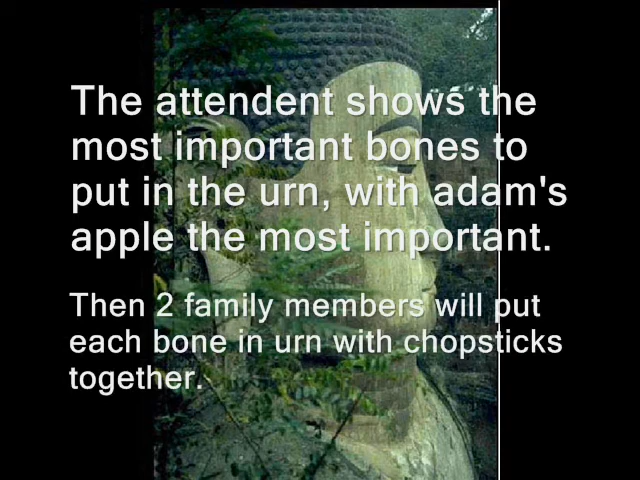 The attendent shows the
most important bones to
put in the urn, with adam's
apple the most important.
Then 2 family members will put
each bone in urn with chopsticks
together.